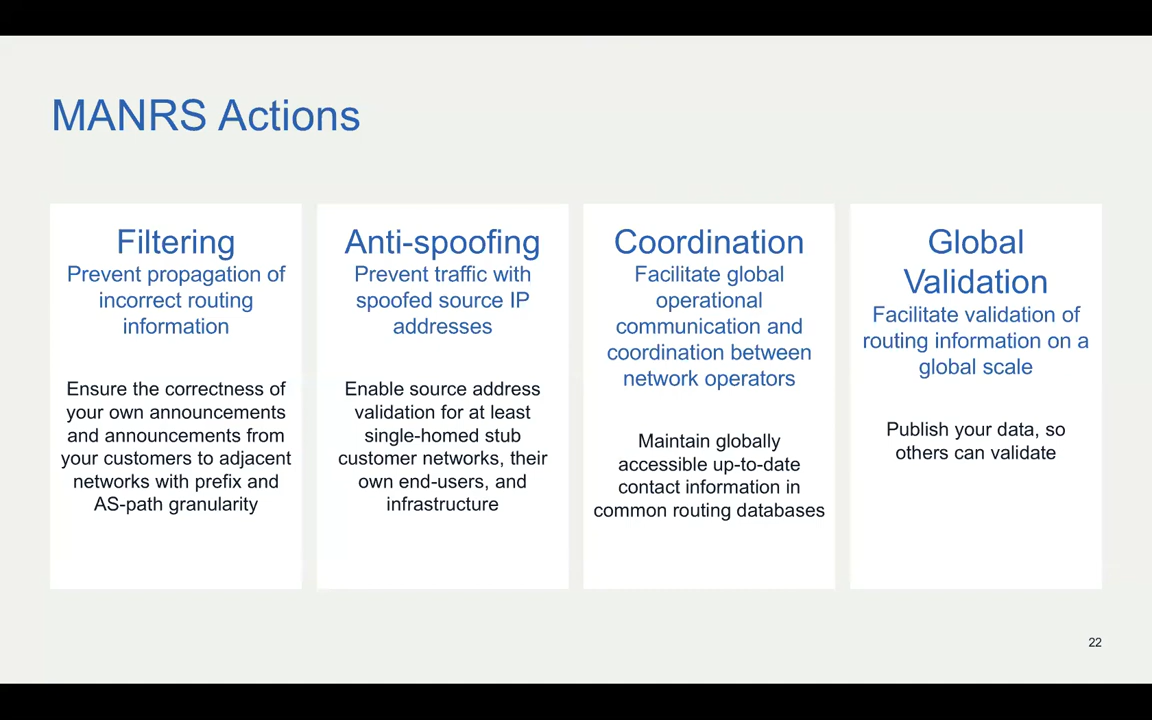 MANRS Actions
Filtering
Prevent propagation of
incorrect routing
information
Ensure the correctness of
your own announcements
and announcements from
your customers to adjacent
networks with prefix and
AS-path granularity
Anti-spoofing
Prevent traffic with
spoofed source IP
addresses
Enable source address
validation for at least
single-homed stub
customer networks, their
own end-users, and
infrastructure
Coordination
Facilitate global
operational
communication and
coordination between
network operators
Maintain globally
accessible up-to-date
contact information in
common routing databases
Global
Validation
Facilitate validation of
routing information on a
global scale
Publish your data, so
others can validate
22